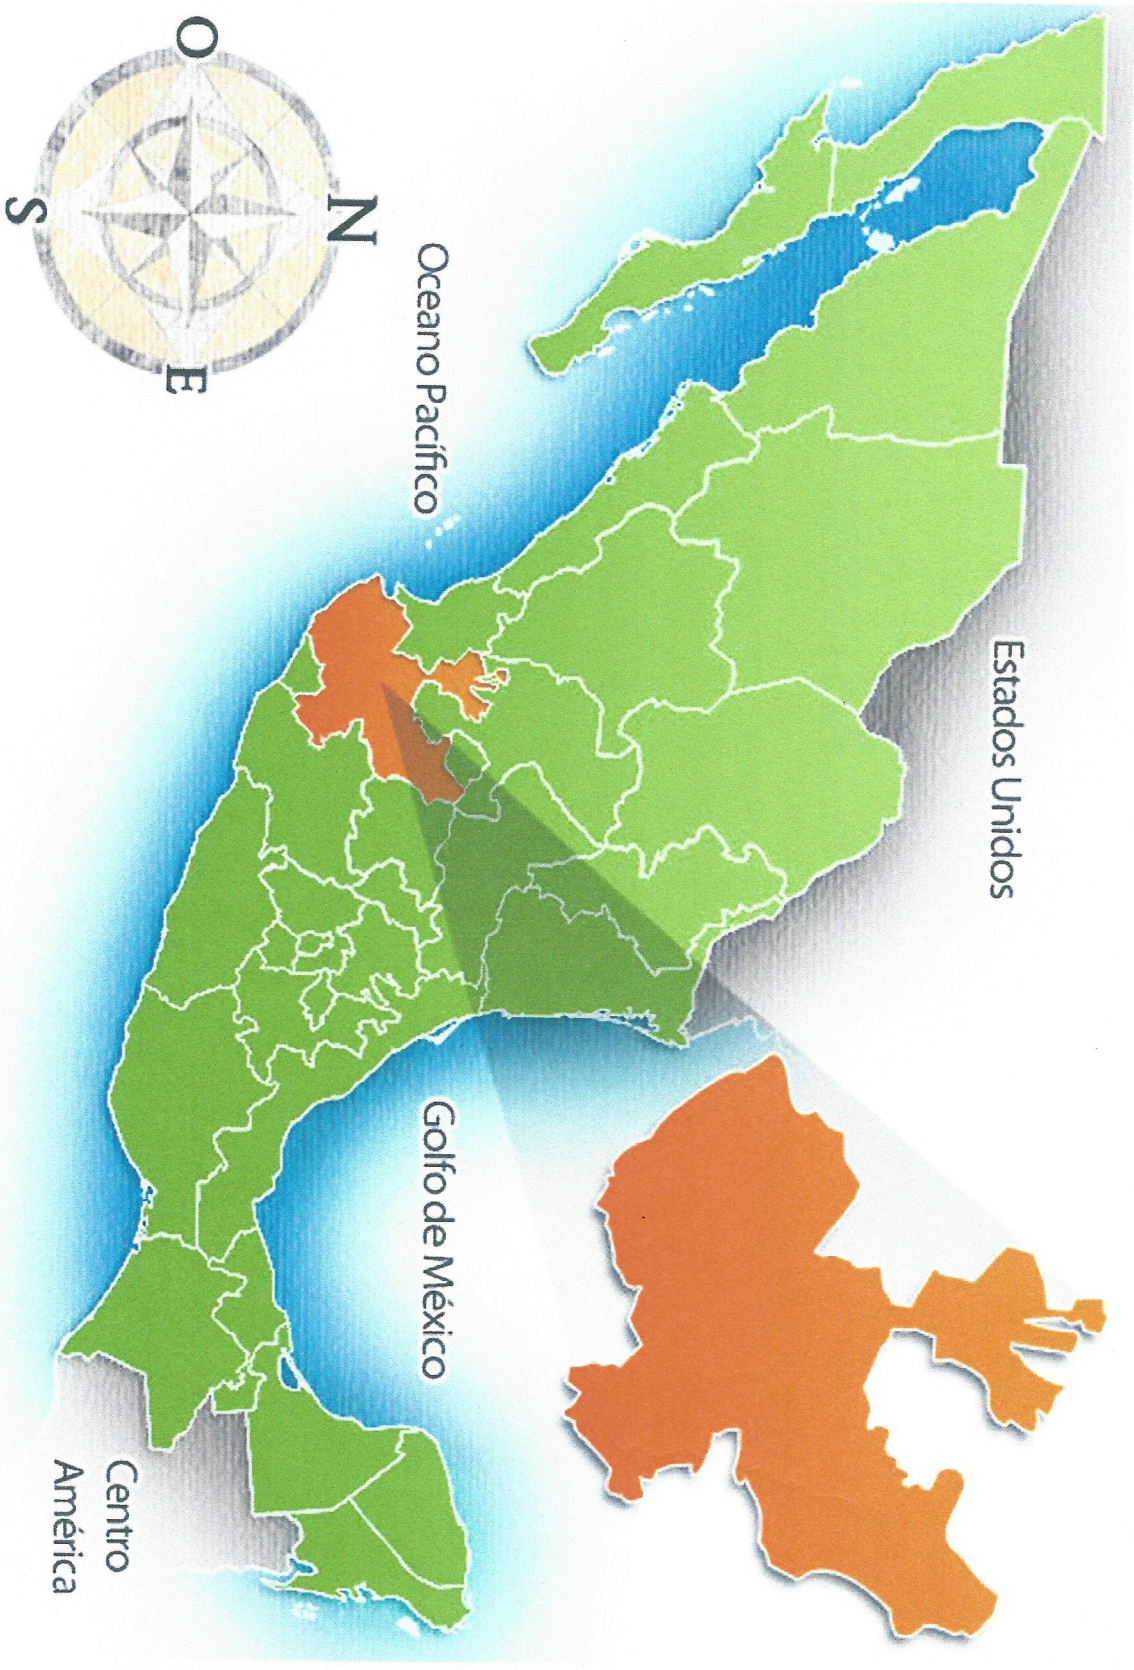 Estados Unidos
Oceano Pacífico
Golfo de México
Centro
América
N
O
E
S